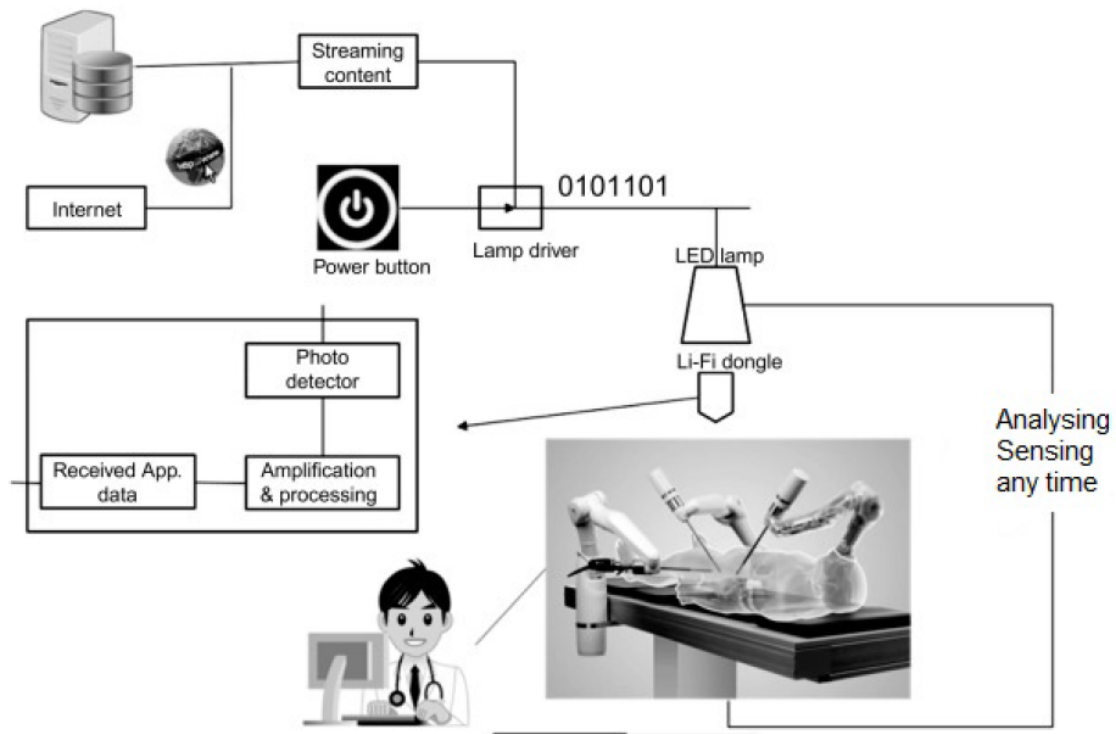 Streaming
content
Internet
Power button
0101101
Lamp driver
LED lamp
Li-Fi dongle
Photo
detector
Received App.
data
Amplification
& processing
Analysing
Sensing
any time